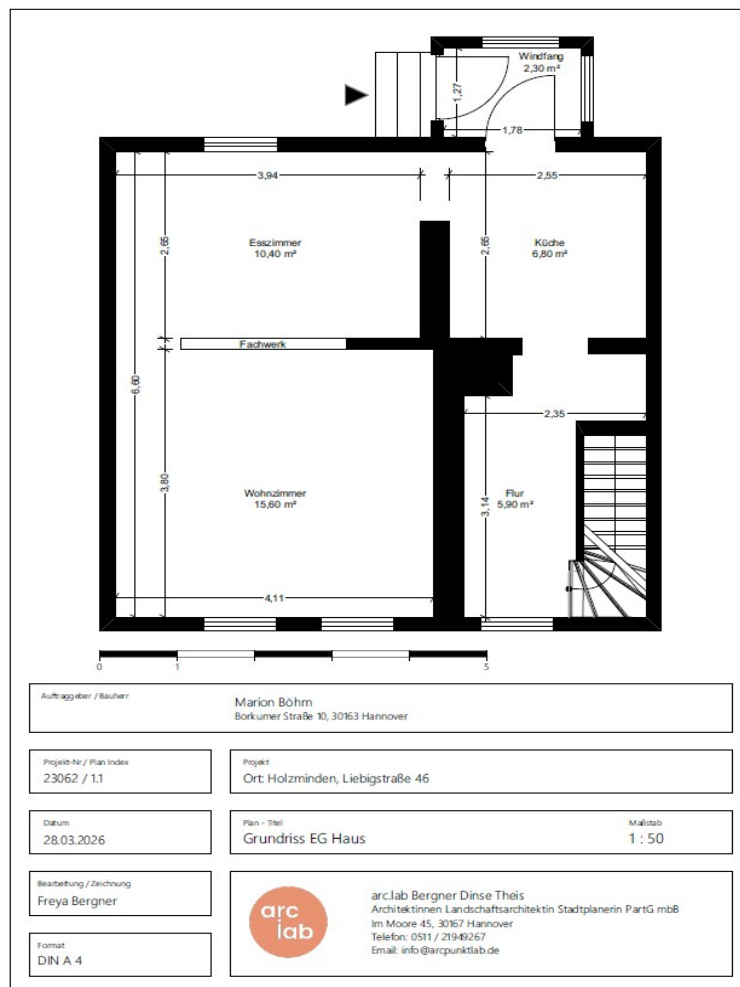 Windfang
2,30 m²
1,27
1,78
3,94
2,55
2,65
Esszimmer
10,40 m²
2,65
Küche
6,80 m²
Fachwerk
6,60
2,35
3,80
Wohnzimmer
15,60 m²
3,14
Flur
5,90 m²
4,11
0 1 5
Auftraggeber / Bauherr
Marion Böhm
Borkumer Straße 10, 30163 Hannover
Projekt-Nr./ Plan Index
23062 / 1.1
Projekt
Ort: Holzminden, Liebigstraße 46
Datum
28.03.2026
Plan - Titel
Grundriss EG Haus
Maßstab
1 : 50
Bearbeitung / Zeichnung
Freya Bergner
Format
DIN A 4
arc
lab
arc.lab Bergner Dinse Theis
Architektinnen Landschaftsarchitektin Stadtplanerin PartG mbB
Im Moore 45, 30167 Hannover
Telefon: 0511 / 21949267
Email: info@arcpunktlab.de